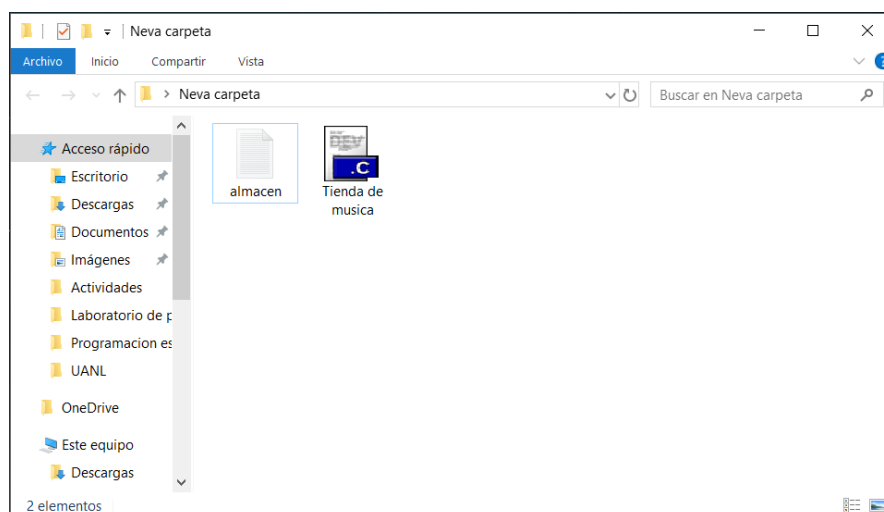 Neva carpeta
Archivo
Inicio
Compartir
Vista
Neva carpeta
Buscar en Neva carpeta
Acceso rápido
Escritorio
Descargas
Documentos
Imágenes
Actividades
Laboratorio de p
Programacion es
UANL
OneDrive
Este equipo
Descargas
almacen
DEV
.C
Tienda de
musica
2 elementos